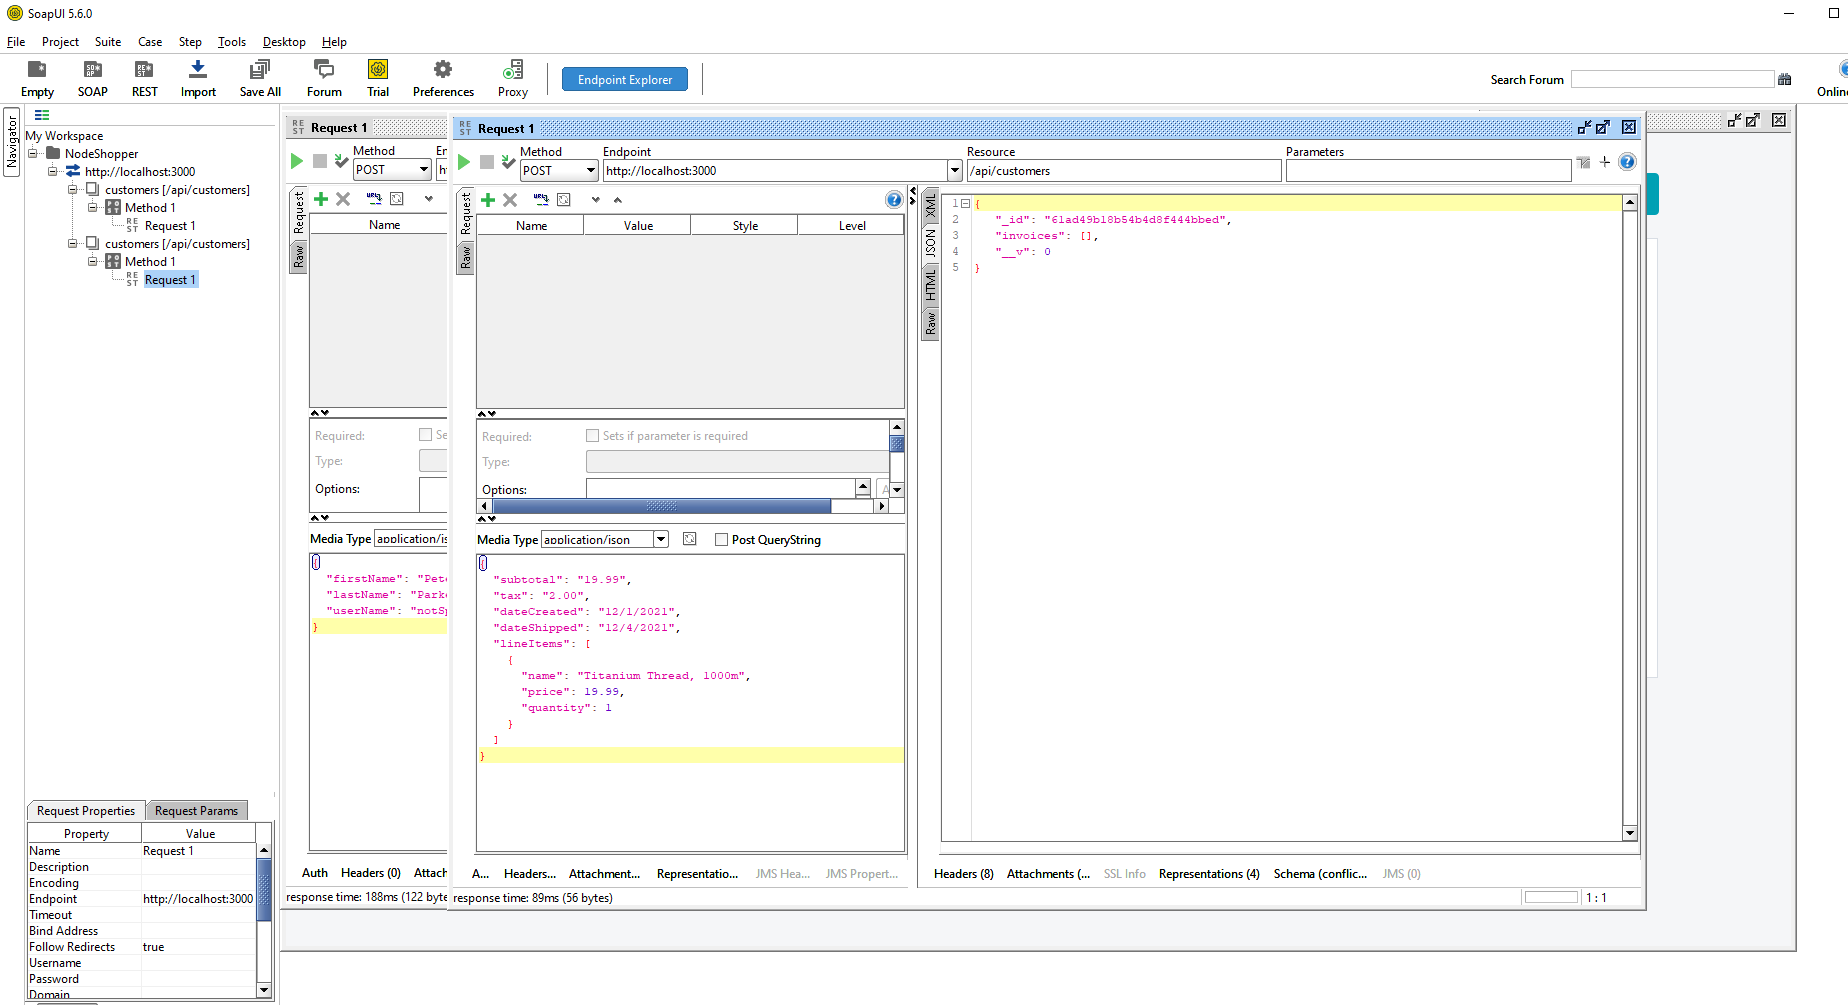 SoapUI 5.6.0
File Project Suite Case Step Tools Desktop Help
Empty SOAP REST Import Save All Forum Trial Preferences Proxy Endpoint Explorer Search Forum Online
Navigator
My Workspace
NodeShopper
http://localhost:3000
customers [/api/customers]
Method 1
Request 1
customers [/api/customers]
Method 1
Request 1
Request Properties Request Params
Property Value
Name Request 1
Description
Encoding
Endpoint http://localhost:3000
Timeout
Bind Address
Follow Redirects true
Username
Password
Domain
Request 1
Method En
POST
Request
Raw
Name
Required: Se
Type:
Options:
Media Type application/js
{
"firstName": "Pete
"lastName": "Parke
"userName": "notSp
}
Auth Headers (0) Attach
response time: 188ms (122 byte
Request 1
Method Endpoint Resource Parameters
POST http://localhost:3000 /api/customers
Request
Raw
Name Value Style Level
Required: Sets if parameter is required
Type:
Options: A
Media Type application/json Post QueryString
{
"subtotal": "19.99",
"tax": "2.00",
"dateCreated": "12/1/2021",
"dateShipped": "12/4/2021",
"lineItems": [
{
"name": "Titanium Thread, 1000m",
"price": 19.99,
"quantity": 1
}
]
}
A... Headers... Attachment... Representatio... JMS Hea... JMS Propert...
response time: 89ms (56 bytes)
XML
JSON
HTML
Raw
1 {
2 "_id": "61ad49b18b54b4d8f444bbed",
3 "invoices": [],
4 "__v": 0
5 }
Headers (8) Attachments (... SSL Info Representations (4) Schema (conflic... JMS (0)
1 : 1